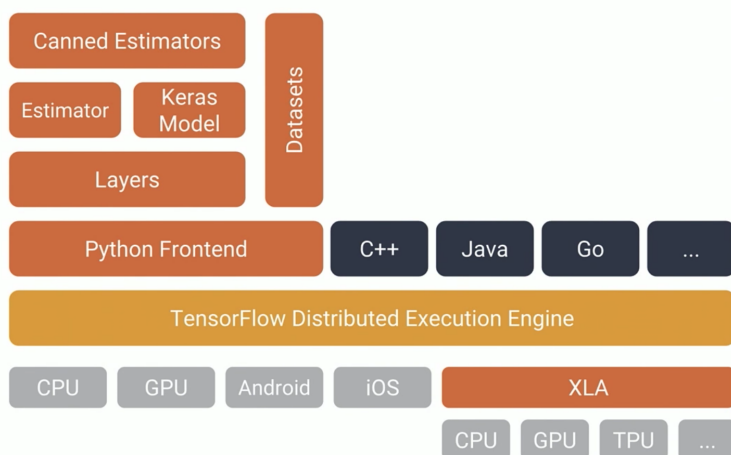 Canned Estimators
Datasets
Estimator
Keras
Model
Layers
Python Frontend
C++
Java
Go
...
TensorFlow Distributed Execution Engine
CPU
GPU
Android
iOS
XLA
CPU
GPU
TPU
...